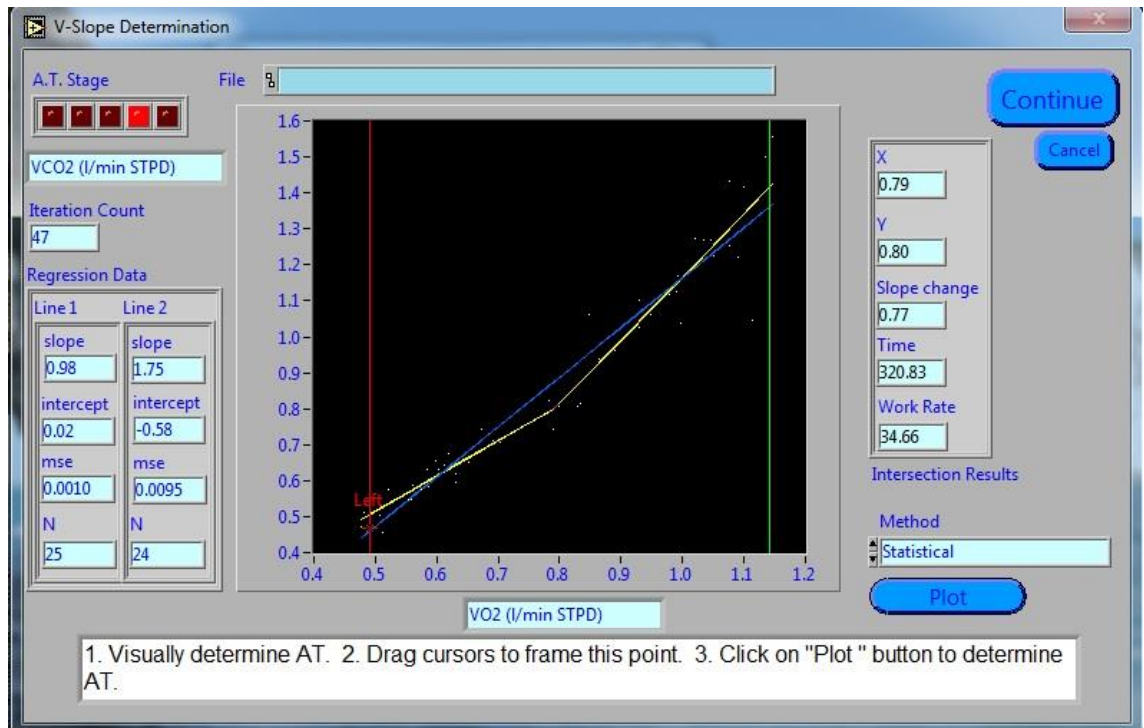 V-Slope Determination
A.T. Stage
File
Continue
Cancel
VCO2 (l/min STPD)
Iteration Count
47
Regression Data
Line 1 Line 2
slope slope
0.98 1.75
intercept intercept
0.02 -0.58
mse mse
0.0010 0.0095
N N
25 24
1.6
1.5
1.4
1.3
1.2
1.1
1.0
0.9
0.8
0.7
0.6
0.5
0.4
Left
0.4 0.5 0.6 0.7 0.8 0.9 1.0 1.1 1.2
VO2 (l/min STPD)
X
0.79
Y
0.80
Slope change
0.77
Time
320.83
Work Rate
34.66
Intersection Results
Method
Statistical
Plot
1. Visually determine AT. 2. Drag cursors to frame this point. 3. Click on "Plot " button to determine
AT.